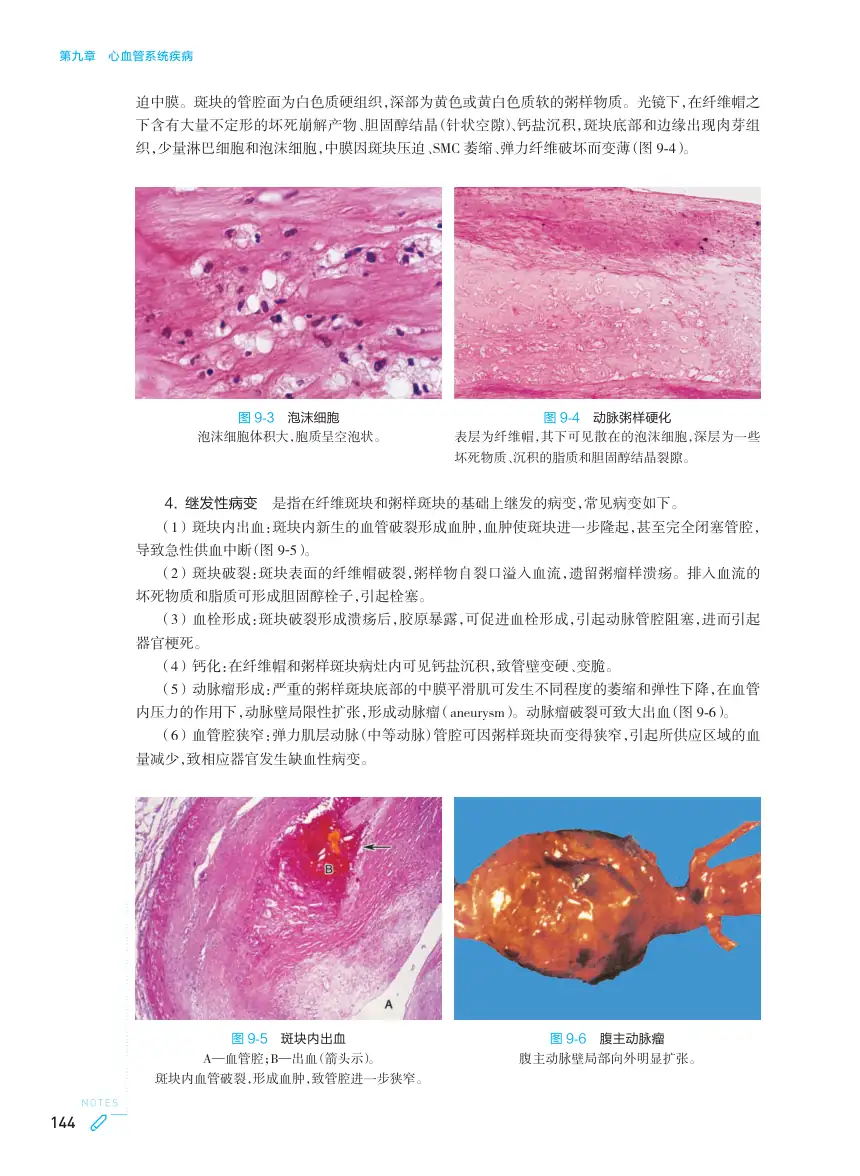 第九章 心血管系统疾病
迫中膜。斑块的管腔面为白色质硬组织,深部为黄色或黄白色质软的粥样物质。光镜下,在纤维帽之
下含有大量不定形的坏死崩解产物、胆固醇结晶(针状空隙)、钙盐沉积,斑块底部和边缘出现肉芽组
织,少量淋巴细胞和泡沫细胞,中膜因斑块压迫、SMC 萎缩、弹力纤维破坏而变薄(图 9-4)。
图 9-3 泡沫细胞
泡沫细胞体积大,胞质呈空泡状。
图 9-4 动脉粥样硬化
表层为纤维帽,其下可见散在的泡沫细胞,深层为一些
坏死物质、沉积的脂质和胆固醇结晶裂隙。
4. 继发性病变 是指在纤维斑块和粥样斑块的基础上继发的病变,常见病变如下。
(1)斑块内出血:斑块内新生的血管破裂形成血肿,血肿使斑块进一步隆起,甚至完全闭塞管腔,
导致急性供血中断(图 9-5)。
(2)斑块破裂:斑块表面的纤维帽破裂,粥样物自裂口溢入血流,遗留粥瘤样溃疡。排入血流的
坏死物质和脂质可形成胆固醇栓子,引起栓塞。
(3)血栓形成:斑块破裂形成溃疡后,胶原暴露,可促进血栓形成,引起动脉管腔阻塞,进而引起
器官梗死。
(4)钙化:在纤维帽和粥样斑块病灶内可见钙盐沉积,致管壁变硬、变脆。
(5)动脉瘤形成:严重的粥样斑块底部的中膜平滑肌可发生不同程度的萎缩和弹性下降,在血管
内压力的作用下,动脉壁局限性扩张,形成动脉瘤(aneurysm)。动脉瘤破裂可致大出血(图 9-6)。
(6)血管腔狭窄:弹力肌层动脉(中等动脉)管腔可因粥样斑块而变得狭窄,引起所供应区域的血
量减少,致相应器官发生缺血性病变。
B
A
图 9-5 斑块内出血
A—血管腔;B—出血(箭头示)。
斑块内血管破裂,形成血肿,致管腔进一步狭窄。
图 9-6 腹主动脉瘤
腹主动脉壁局部向外明显扩张。
NOTES
144